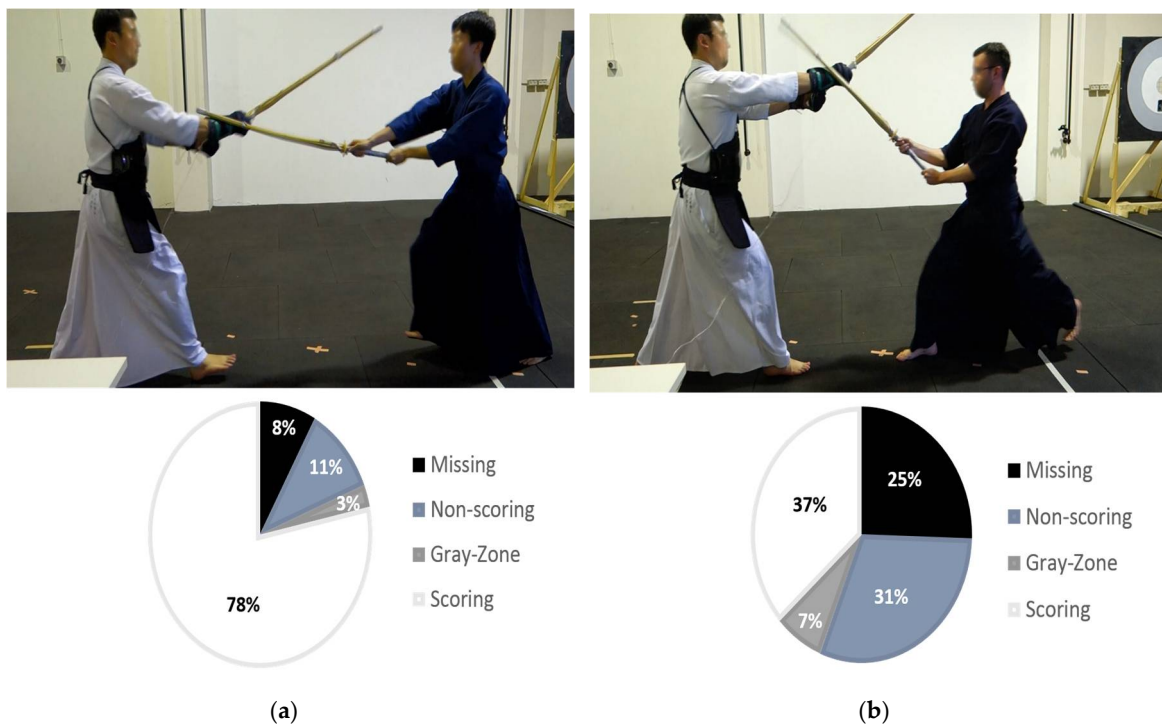 8%
11%
3%
78%
Missing
Non-scoring
Gray-Zone
Scoring
25%
31%
7%
37%
Missing
Non-scoring
Gray-Zone
Scoring
(a)
(b)